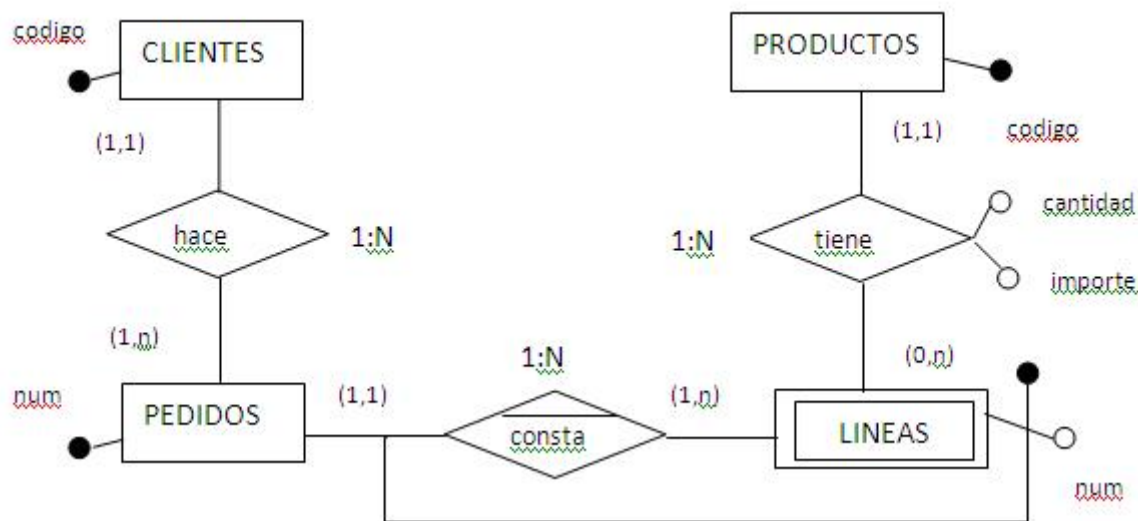 codigo
CLIENTES
PRODUCTOS
(1,1)
(1,1)
codigo
cantidad
hace
1:N
1:N
tiene
importe
(1,n)
1:N
(0,n)
num
PEDIDOS
(1,1)
(1,n)
consta
LINEAS
num